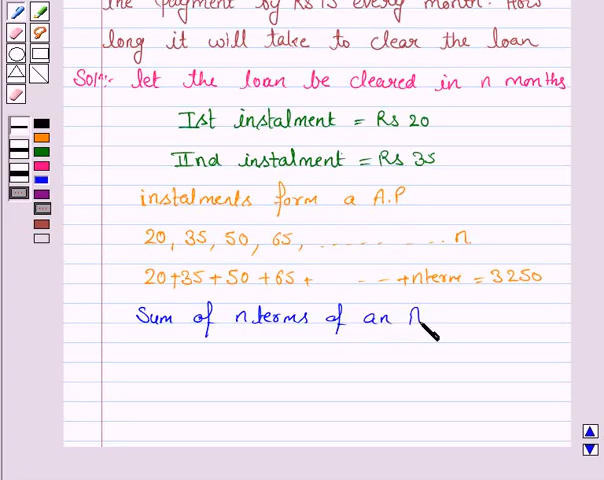 the payment by Rs 15 every month. How
long it will take to clear the loan
Solⁿ:- let the loan be cleared in n months
Ist instalment = Rs 20
IInd instalment = Rs 35
instalments form a A.P
20, 35, 50, 65, ............ n
20+35+50+65+ .. -- +nterm = 3250
Sum of n terms of an